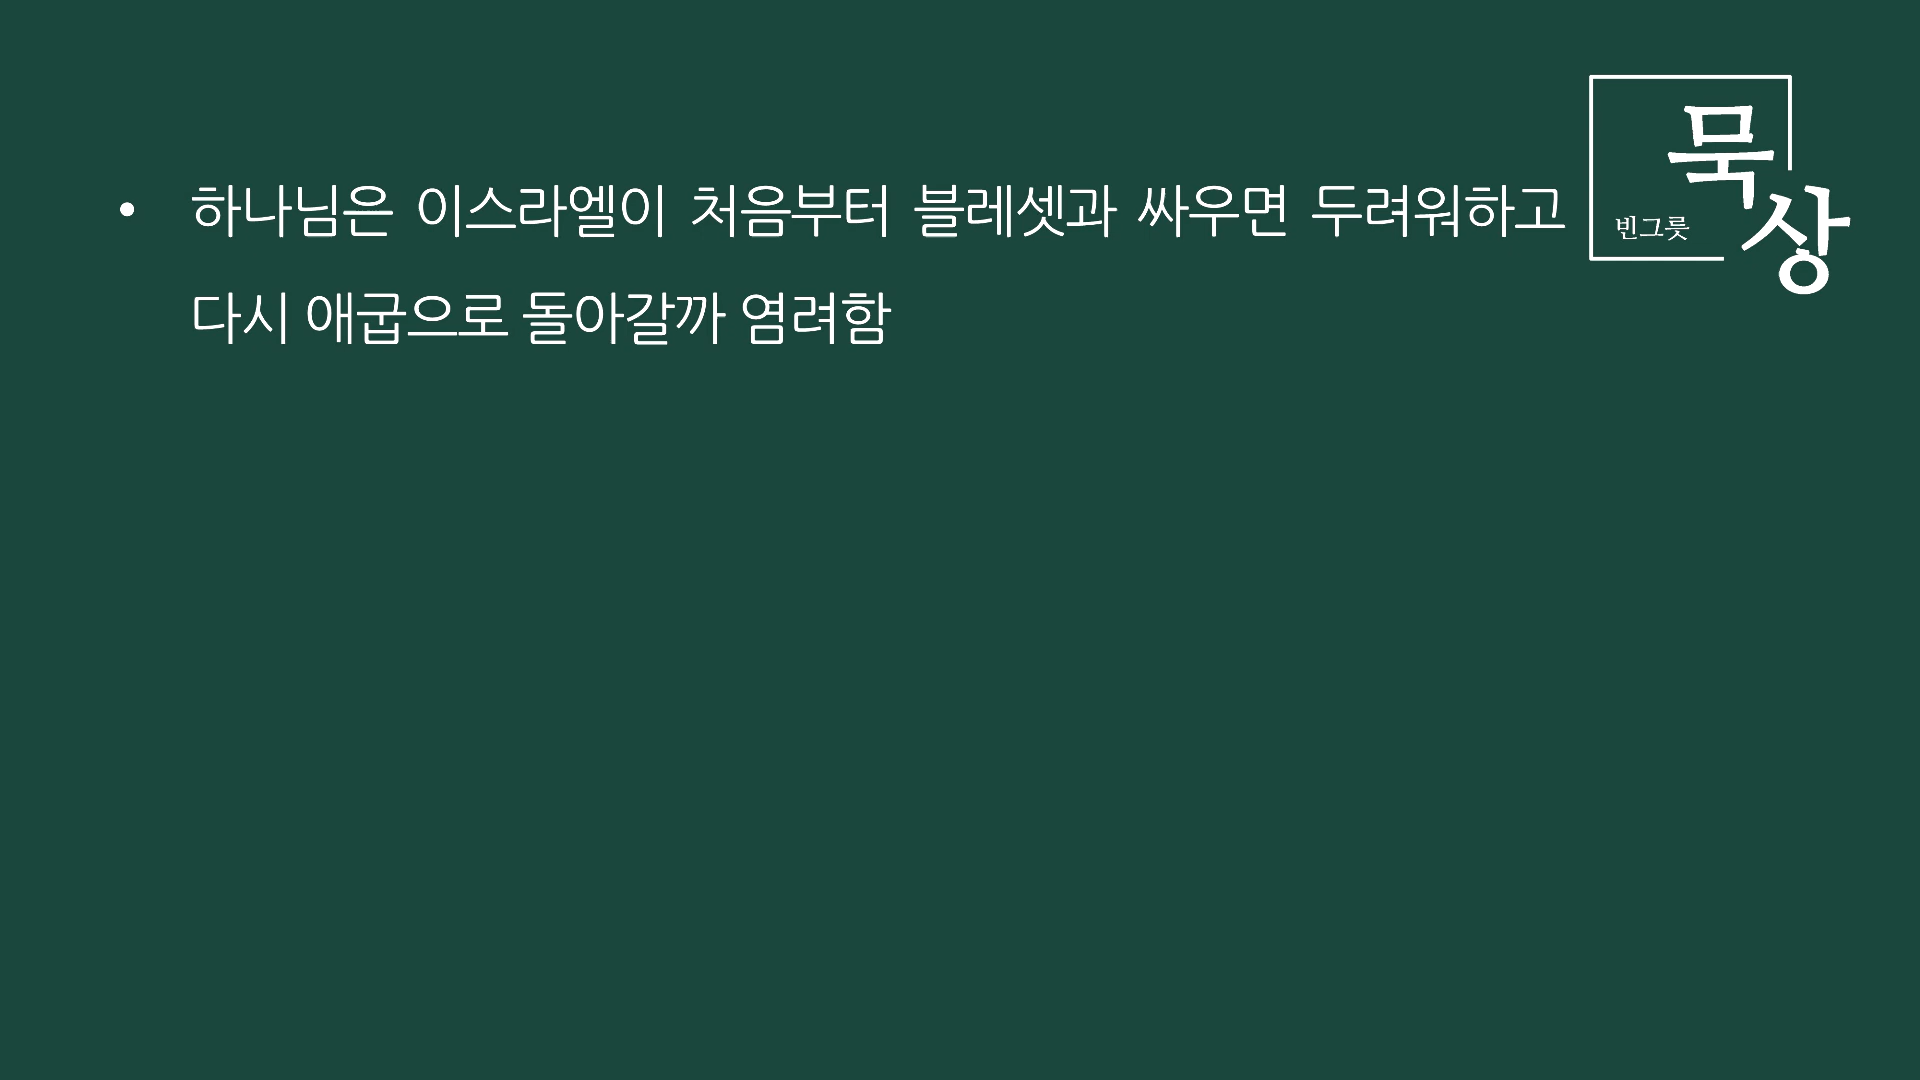 • 하나님은 이스라엘이 처음부터 블레셋과 싸우면 두려워하고
다시 애굽으로 돌아갈까 염려함
묵상
빈그릇